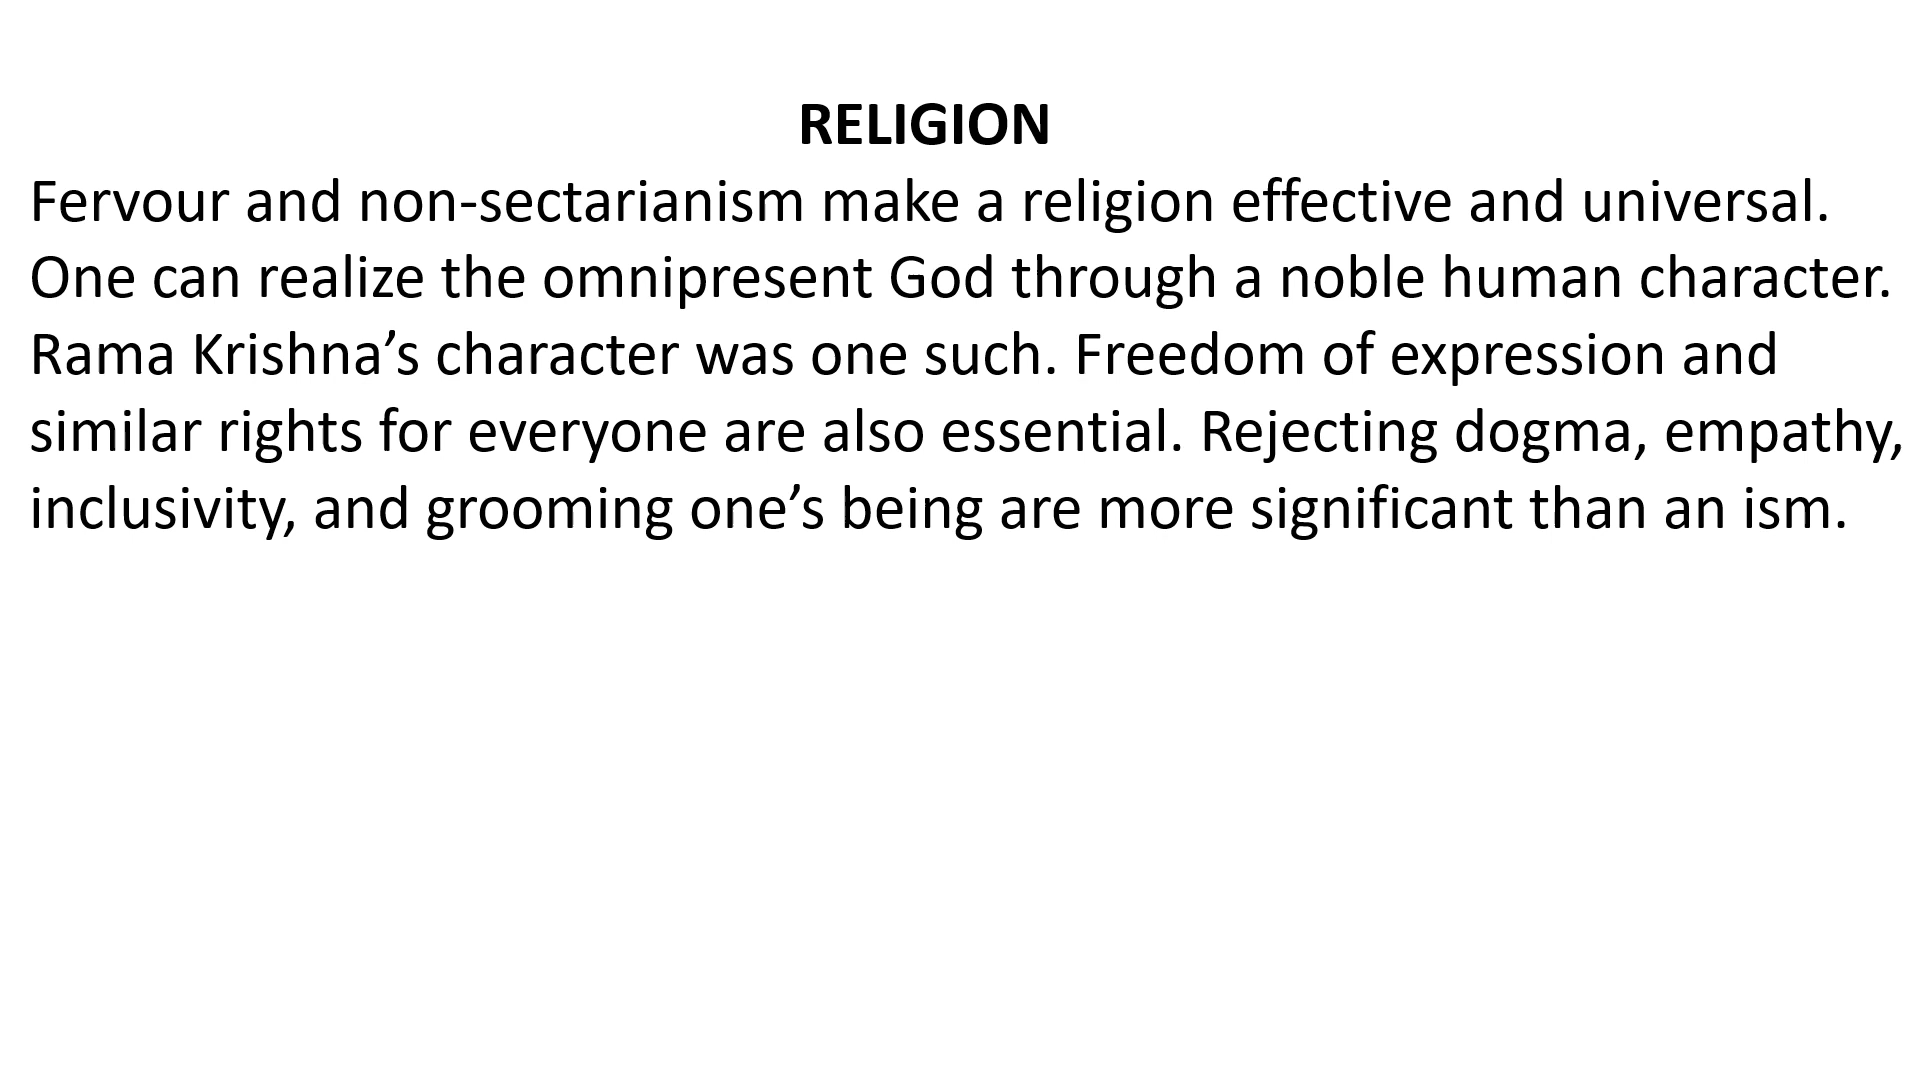 RELIGION
Fervour and non-sectarianism make a religion effective and universal.
One can realize the omnipresent God through a noble human character.
Rama Krishna’s character was one such. Freedom of expression and
similar rights for everyone are also essential. Rejecting dogma, empathy,
inclusivity, and grooming one’s being are more significant than an ism.